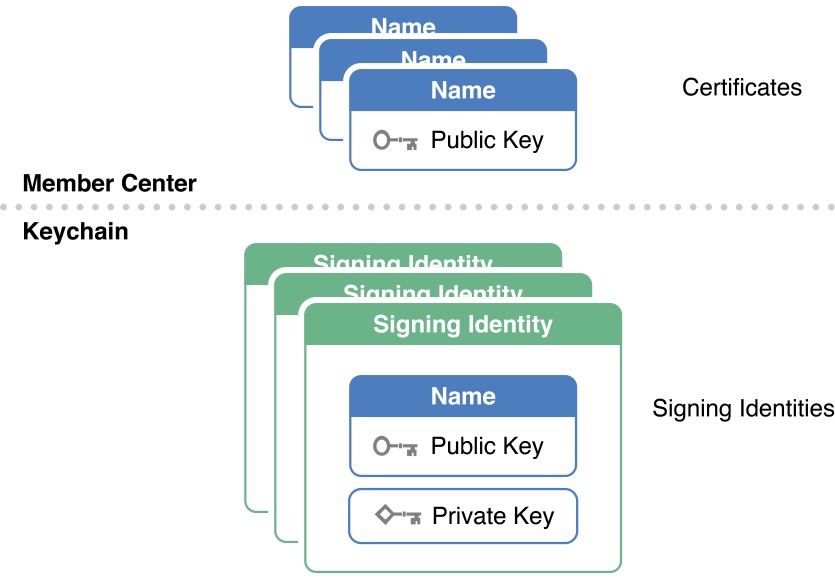 Name
Name
Name
Certificates
Public Key
Member Center
Keychain
Signing Identity
Signing Identity
Signing Identity
Name
Signing Identities
Public Key
Private Key